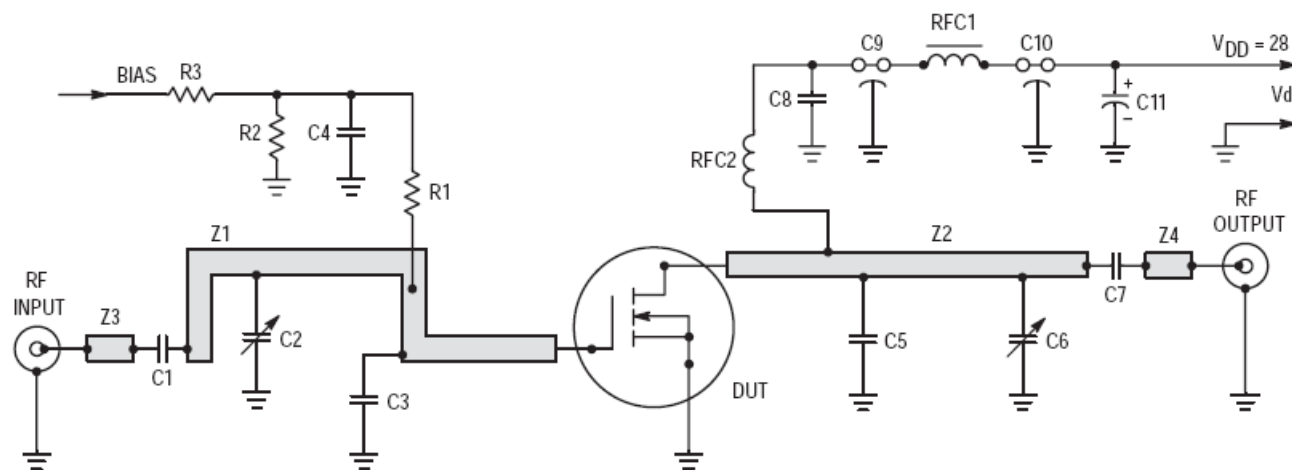 RFC1
C9
C10
V_DD = 28
BIAS
R3
C8
+
–
C11
Vd
R2
C4
RFC2
R1
Z1
Z2
Z4
RF
OUTPUT
RF
INPUT
Z3
C1
C2
C3
DUT
C5
C6
C7